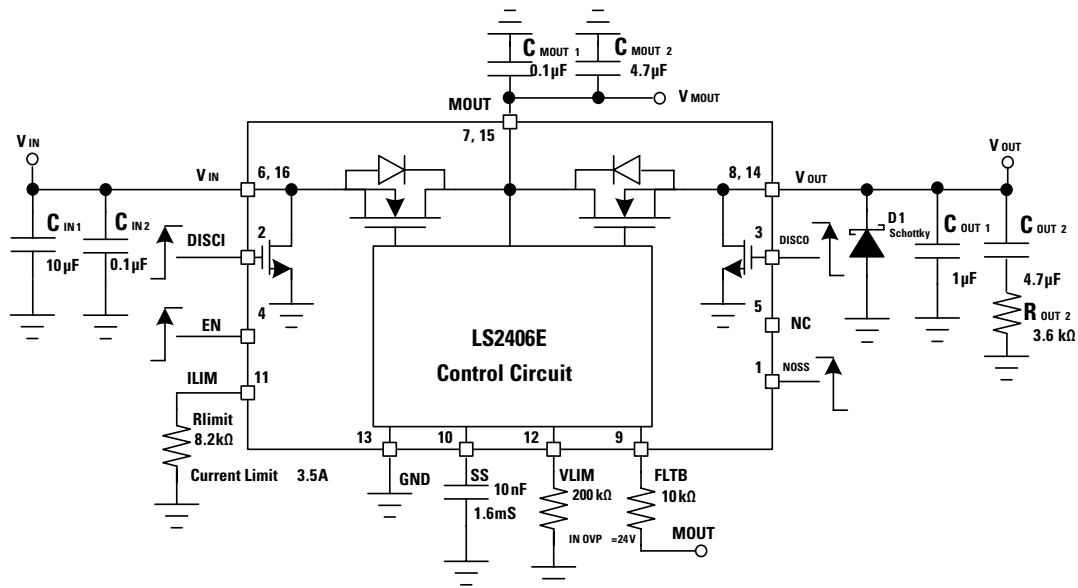 C MOUT 1
0.1µF
C MOUT 2
4.7µF
V MOUT
MOUT
7, 15
V IN
V IN
6, 16
8, 14
V OUT
V OUT
C IN1
10µF
C IN2
0.1µF
DISCI
2
3
DISCO
D1
Schottky
C OUT 1
1µF
C OUT 2
4.7µF
R OUT 2
3.6 kΩ
EN
4
5
NC
LS2406E
Control Circuit
ILIM
11
1
NOSS
Rlimit
8.2kΩ
Current Limit 3.5A
13
10
12
9
GND
SS
10nF
1.6mS
VLIM
200 kΩ
IN OVP =24V
FLTB
10kΩ
MOUT